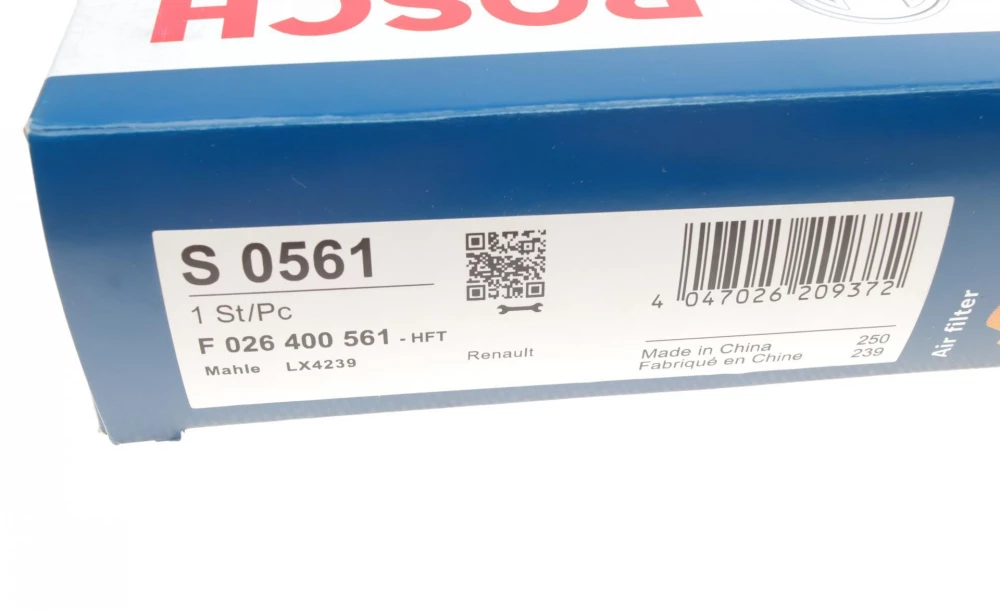 BOSCH
S 0561
1 St/Pc
F 026 400 561 - HFT
Mahle LX4239
Renault
4 047026 209372
Made in China 250
Fabriqué en Chine 239
Air filter